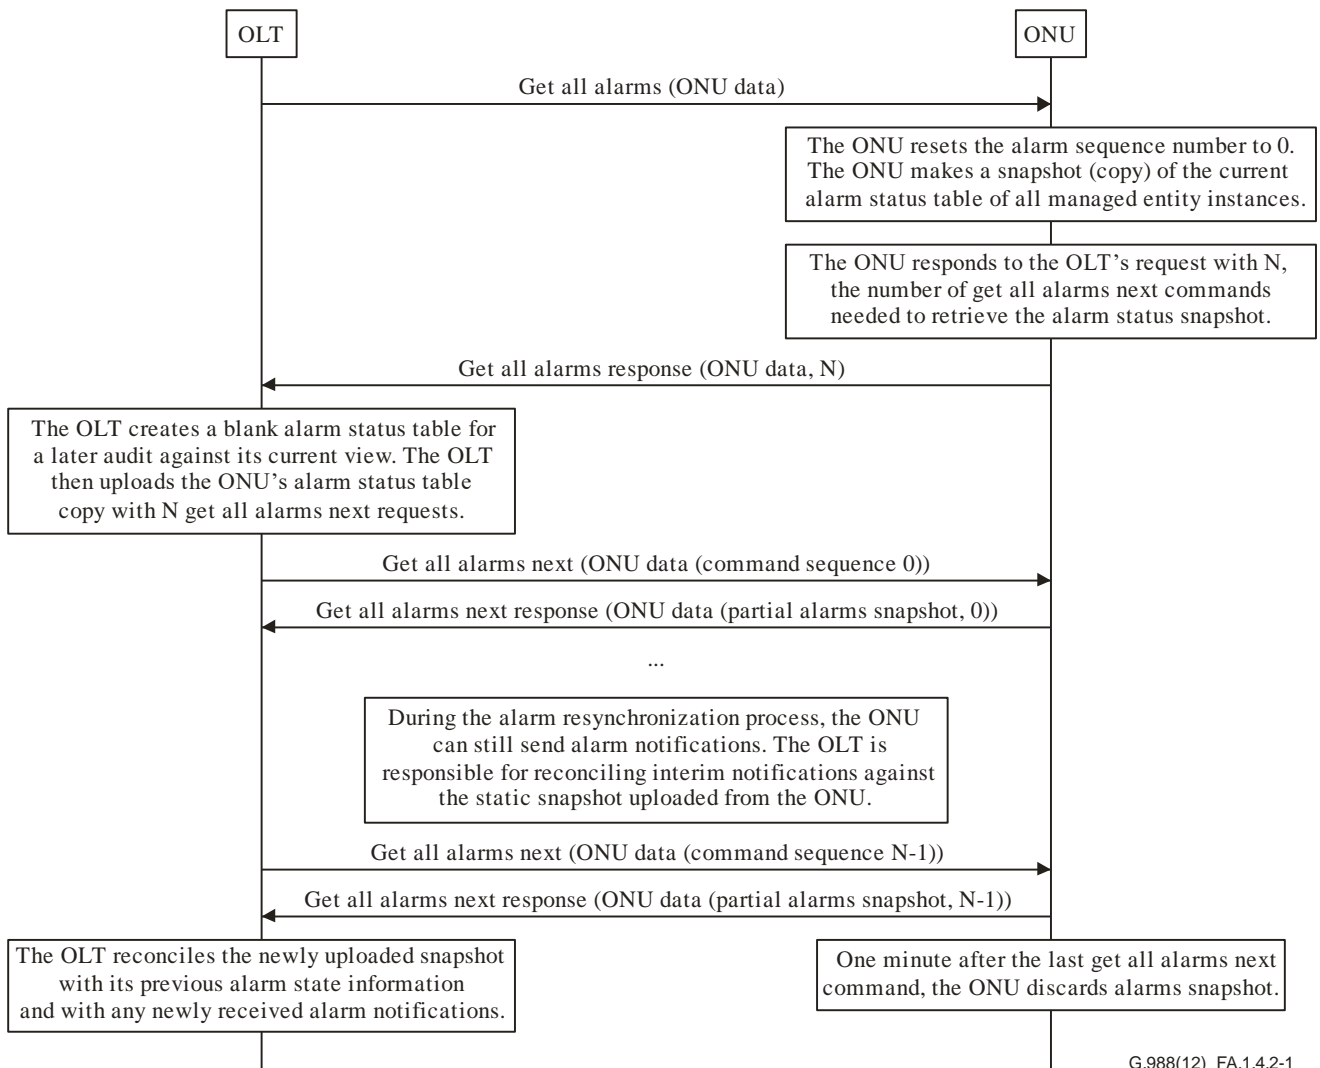 OLT
ONU
Get all alarms (ONU data)
The ONU resets the alarm sequence number to 0.
The ONU makes a snapshot (copy) of the current
alarm status table of all managed entity instances.
The ONU responds to the OLT's request with N,
the number of get all alarms next commands
needed to retrieve the alarm status snapshot.
Get all alarms response (ONU data, N)
The OLT creates a blank alarm status table for
a later audit against its current view. The OLT
then uploads the ONU's alarm status table
copy with N get all alarms next requests.
Get all alarms next (ONU data (command sequence 0))
Get all alarms next response (ONU data (partial alarms snapshot, 0))
...
During the alarm resynchronization process, the ONU
can still send alarm notifications. The OLT is
responsible for reconciling interim notifications against
the static snapshot uploaded from the ONU.
Get all alarms next (ONU data (command sequence N-1))
Get all alarms next response (ONU data (partial alarms snapshot, N-1))
The OLT reconciles the newly uploaded snapshot
with its previous alarm state information
and with any newly received alarm notifications.
One minute after the last get all alarms next
command, the ONU discards alarms snapshot.
G.988(12)_FA.1.4.2-1